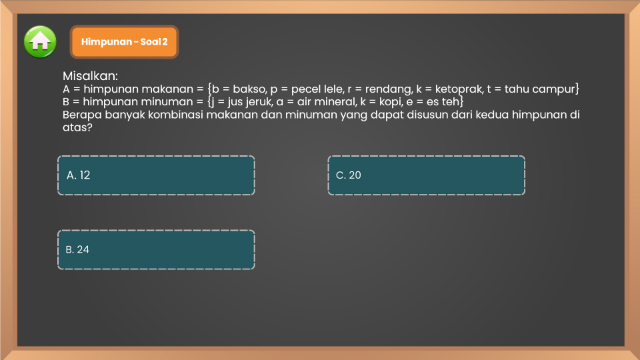 Himpunan - Soal 2
Misalkan:
A = himpunan makanan = {b = bakso, p = pecel lele, r = rendang, k = ketoprak, t = tahu campur}
B = himpunan minuman = {j = jus jeruk, a = air mineral, k = kopi, e = es teh}
Berapa banyak kombinasi makanan dan minuman yang dapat disusun dari kedua himpunan di
atas?
A. 12
C. 20
B. 24